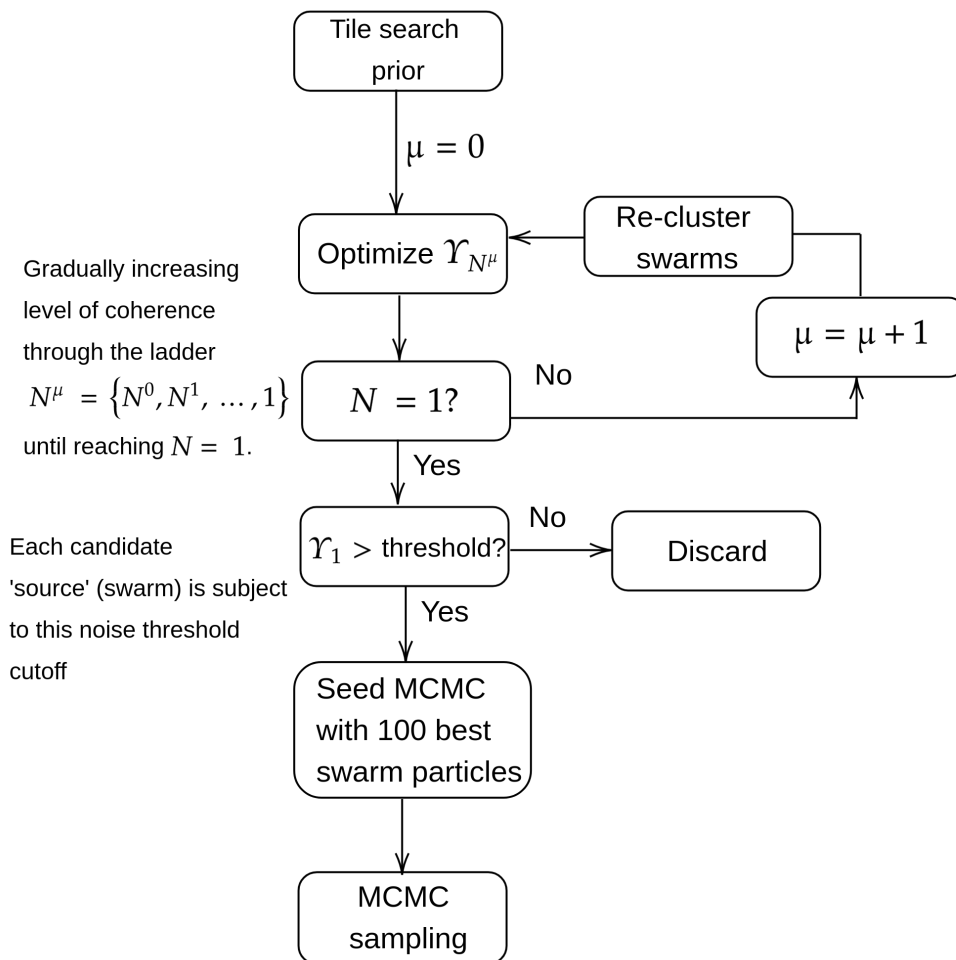 Tile search
prior
μ = 0
Re-cluster
swarms
Optimize ϒ_{N^μ}
Gradually increasing
level of coherence
through the ladder
N^μ = {N^0, N^1, …, 1}
until reaching N = 1.
μ = μ + 1
N = 1?
No
Yes
No
ϒ_1 > threshold?
Discard
Each candidate
'source' (swarm) is subject
to this noise threshold
cutoff
Yes
Seed MCMC
with 100 best
swarm particles
MCMC
sampling